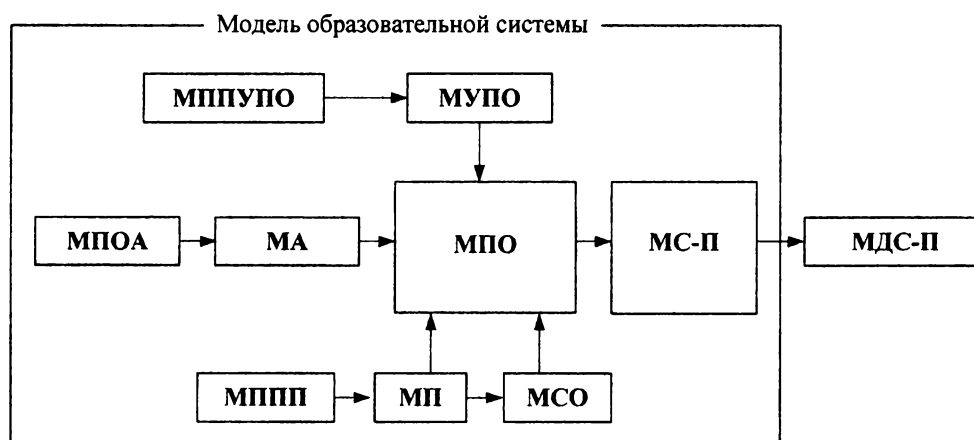 Модель образовательной системы
МППУПО
МУПО
МПОА
МА
МПО
МС-П
МДС-П
МППП
МП
МСО